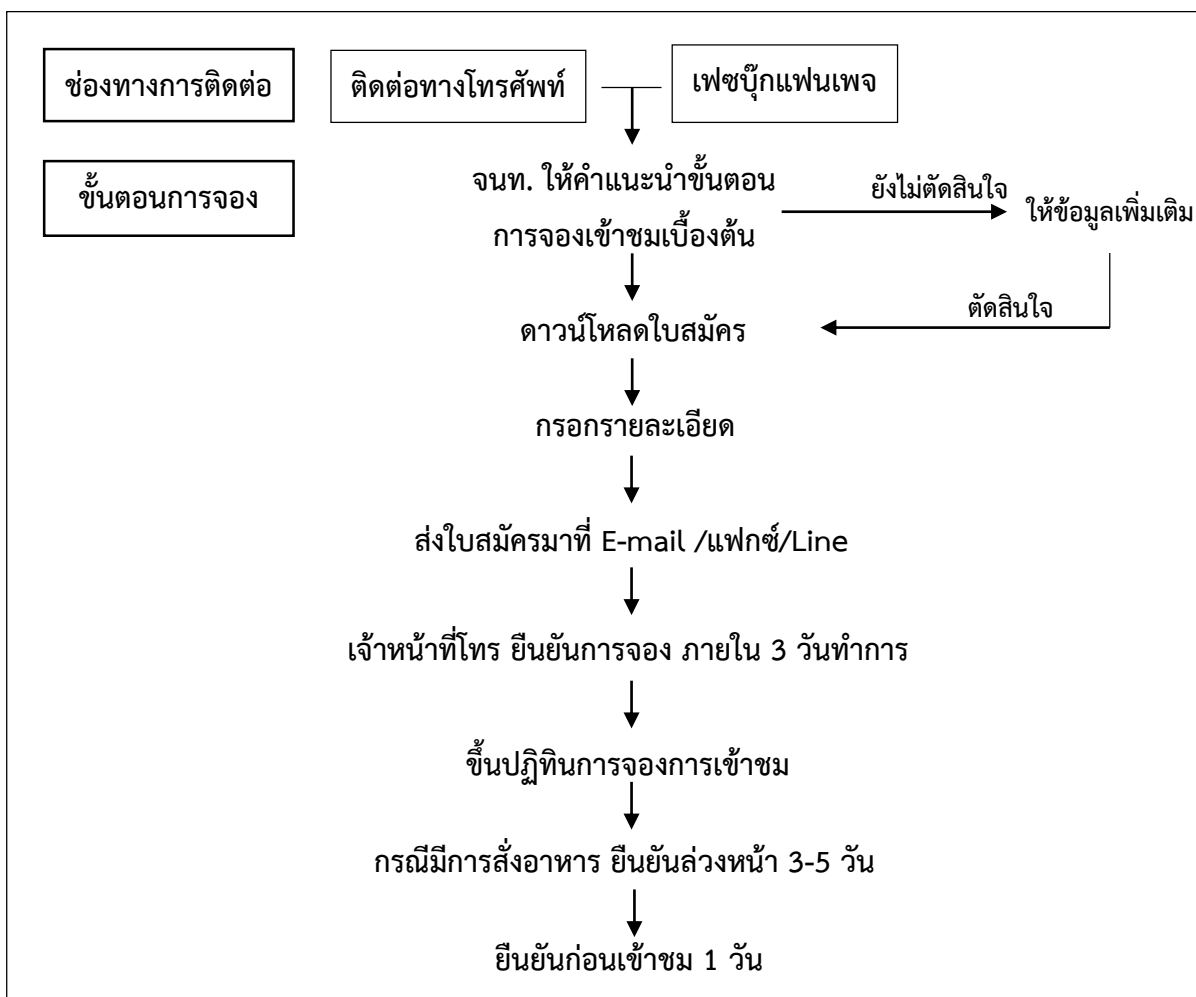 ช่องทางการติดต่อ
ติดต่อทางโทรศัพท์
เฟซบุ๊กแฟนเพจ
ขั้นตอนการจอง
จนท. ให้คำแนะนำขั้นตอน
การจองเข้าชมเบื้องต้น
ยังไม่ตัดสินใจ
ให้ข้อมูลเพิ่มเติม
ตัดสินใจ
ดาวน์โหลดใบสมัคร
กรอกรายละเอียด
ส่งใบสมัครมาที่ E-mail /แฟกซ์/Line
เจ้าหน้าที่โทร ยืนยันการจอง ภายใน 3 วันทำการ
ขึ้นปฏิทินการจองการเข้าชม
กรณีมีการสั่งอาหาร ยืนยันล่วงหน้า 3-5 วัน
ยืนยันก่อนเข้าชม 1 วัน